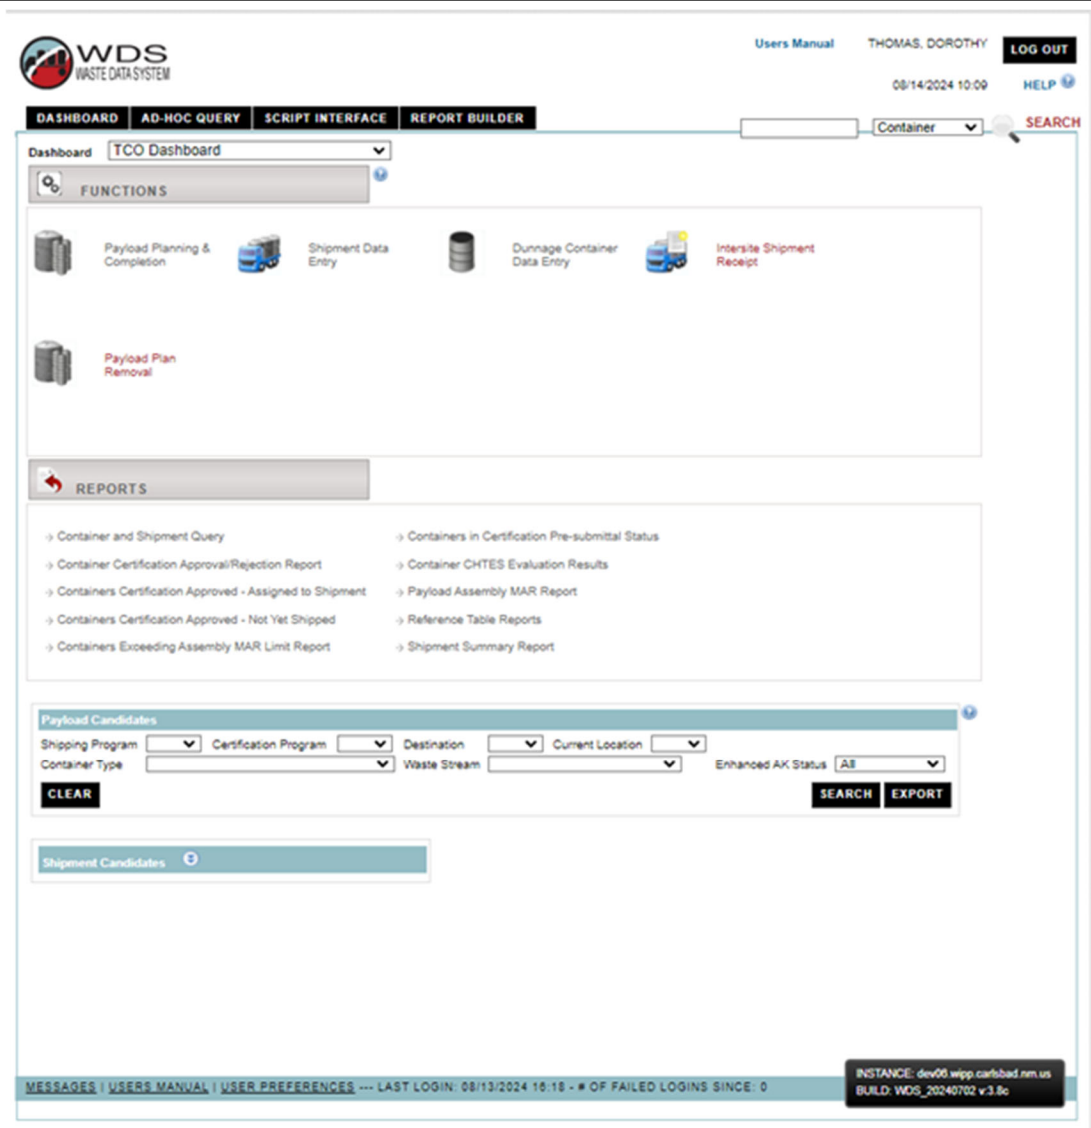 WDS
WASTE DATA SYSTEM
Users Manual THOMAS, DOROTHY LOG OUT
08/14/2024 10:09 HELP
DASHBOARD AD-HOC QUERY SCRIPT INTERFACE REPORT BUILDER
Container SEARCH
Dashboard TCO Dashboard
FUNCTIONS
Payload Planning &
Completion
Shipment Data
Entry
Dunnage Container
Data Entry
Intersite Shipment
Receipt
Payload Plan
Removal
REPORTS
Container and Shipment Query
Container Certification Approval/Rejection Report
Containers Certification Approved - Assigned to Shipment
Containers Certification Approved - Not Yet Shipped
Containers Exceeding Assembly MAR Limit Report
Containers in Certification Pre-submittal Status
Container CHTES Evaluation Results
Payload Assembly MAR Report
Reference Table Reports
Shipment Summary Report
Payload Candidates
Shipping Program Certification Program Destination Current Location
Container Type Waste Stream Enhanced AK Status All
CLEAR SEARCH EXPORT
Shipment Candidates
MESSAGES | USERS MANUAL | USER PREFERENCES --- LAST LOGIN: 08/13/2024 16:18 - # OF FAILED LOGINS SINCE: 0
INSTANCE: dev06.wipp.carlsbad.nm.us
BUILD: WDS_20240702 v:3.8c